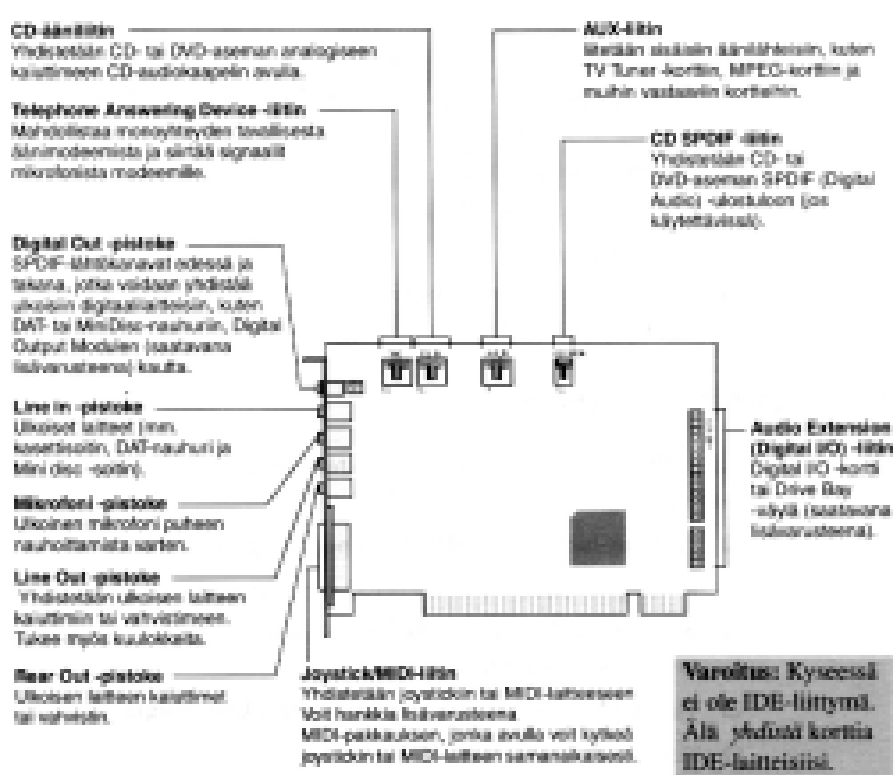 CD-ääniliitin
Yhdistetään CD- tai DVD-aseman analogiseen
kaiuttimeen CD-audiokaapelin avulla.
Telephone Answering Device -liitin
Mahdollistaa monoyhteyden tavallisesta
äänimodeemista ja siirtää signaalit
mikrofonista modeemille.
Digital Out -pistoke
SPDIF-lähtökanavat edessä ja
takana, jotka voidaan yhdistää
ulkoisiin digitaalilaitteisiin, kuten
DAT- tai MiniDisc-nauhuriin, Digital
Output Modulen (saatavana
lisävarusteena) kautta.
Line In -pistoke
Ulkoiset laitteet (mm.
kasettisoitin, DAT-nauhuri ja
Mini disc -soitin).
Mikrofoni -pistoke
Ulkoinen mikrofoni puheen
nauhoittamista varten.
Line Out -pistoke
Yhdistetään ulkoisen laitteen
kaiuttimiin tai vahvistimeen.
Tukee myös kuulokkeita.
Rear Out -pistoke
Ulkoisen laitteen kaiuttimet
tai vahvistin.
AUX-liitin
liitetään sisäisiin äänilähteisiin, kuten
TV Tuner -korttiin, MPEG-korttiin ja
muihin vastaaviin kortteihin.
CD SPDIF -liitin
Yhdistetään CD- tai
DVD-aseman SPDIF (Digital
Audio) -ulostuloon (jos
käytettävissä).
Audio Extension
(Digital I/O) -liitin
Digital I/O -kortti
tai Drive Bay
-väylä (saatavana
lisävarusteena).
Joystick/MIDI-liitin
Yhdistetään joystickiin tai MIDI-laitteeseen
Voit hankkia lisävarusteena
MIDI-pakkauksen, jonka avulla voit kytkeä
joystickin tai MIDI-laitteen samanaikaisesti.
Varoitus: Kyseessä
ei ole IDE-liittymä.
Älä yhdistä korttia
IDE-laitteisiisi.